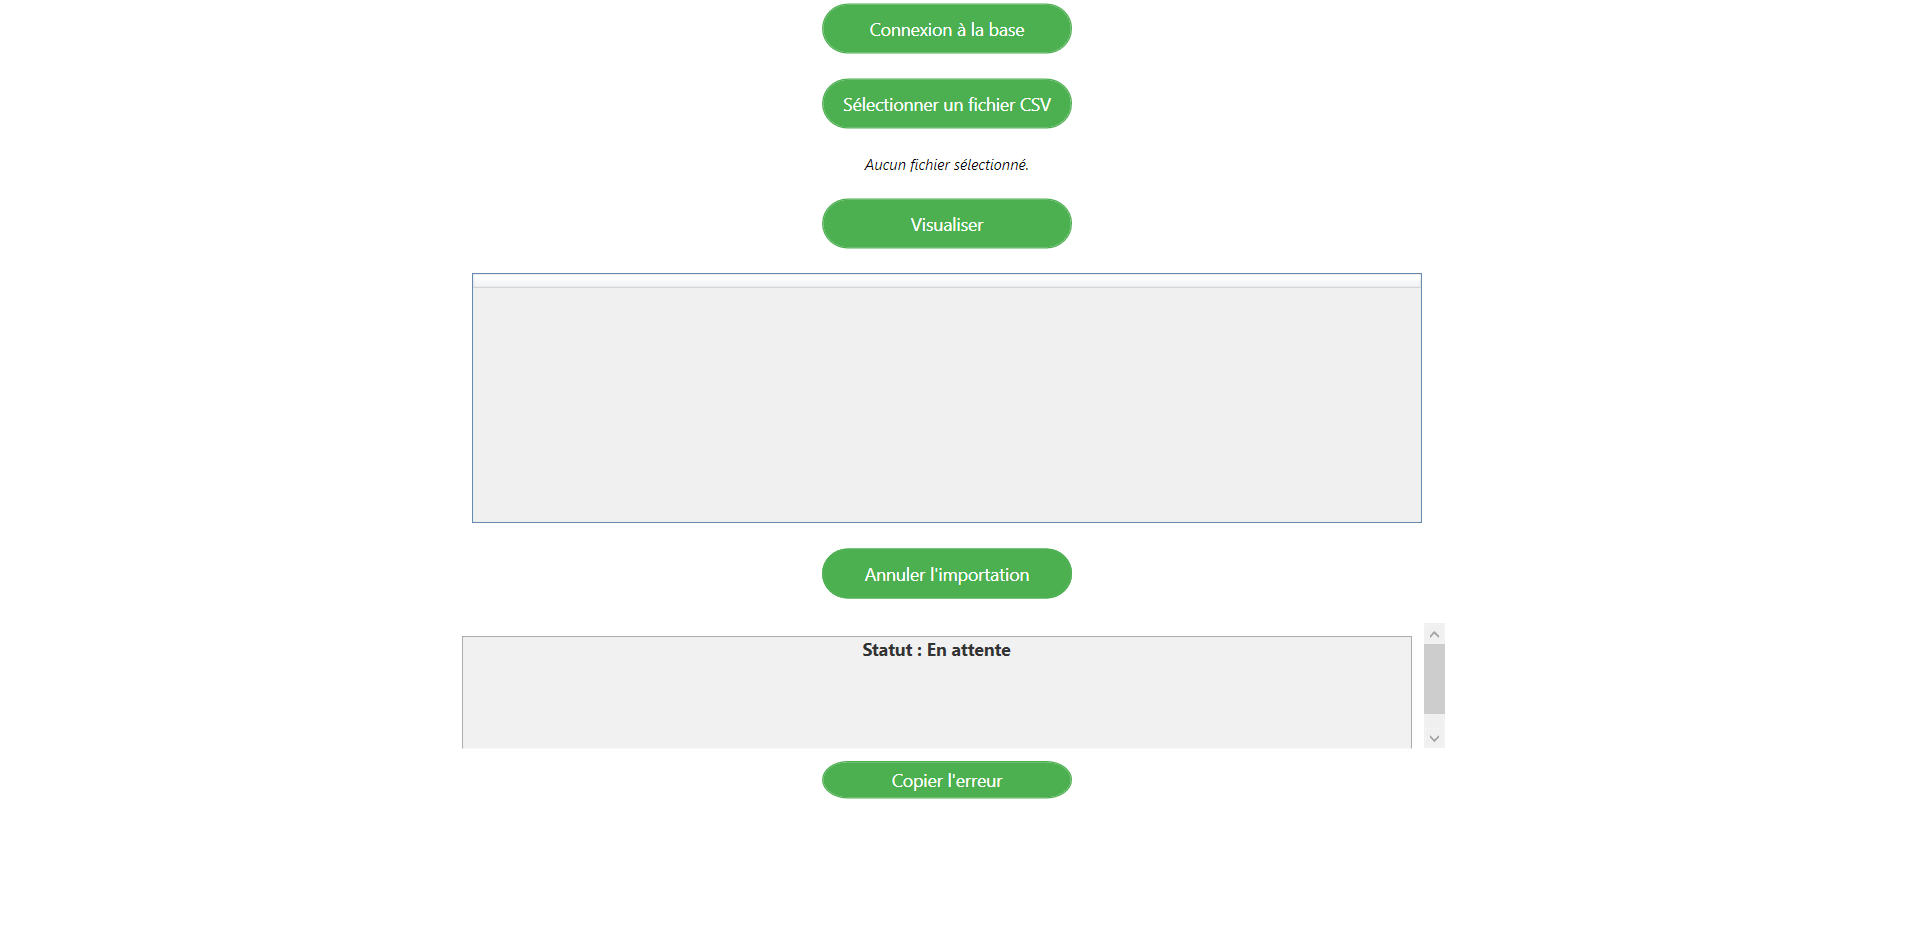 Connexion à la base
Sélectionner un fichier CSV
Aucun fichier sélectionné.
Visualiser
Annuler l'importation
Statut : En attente
Copier l'erreur